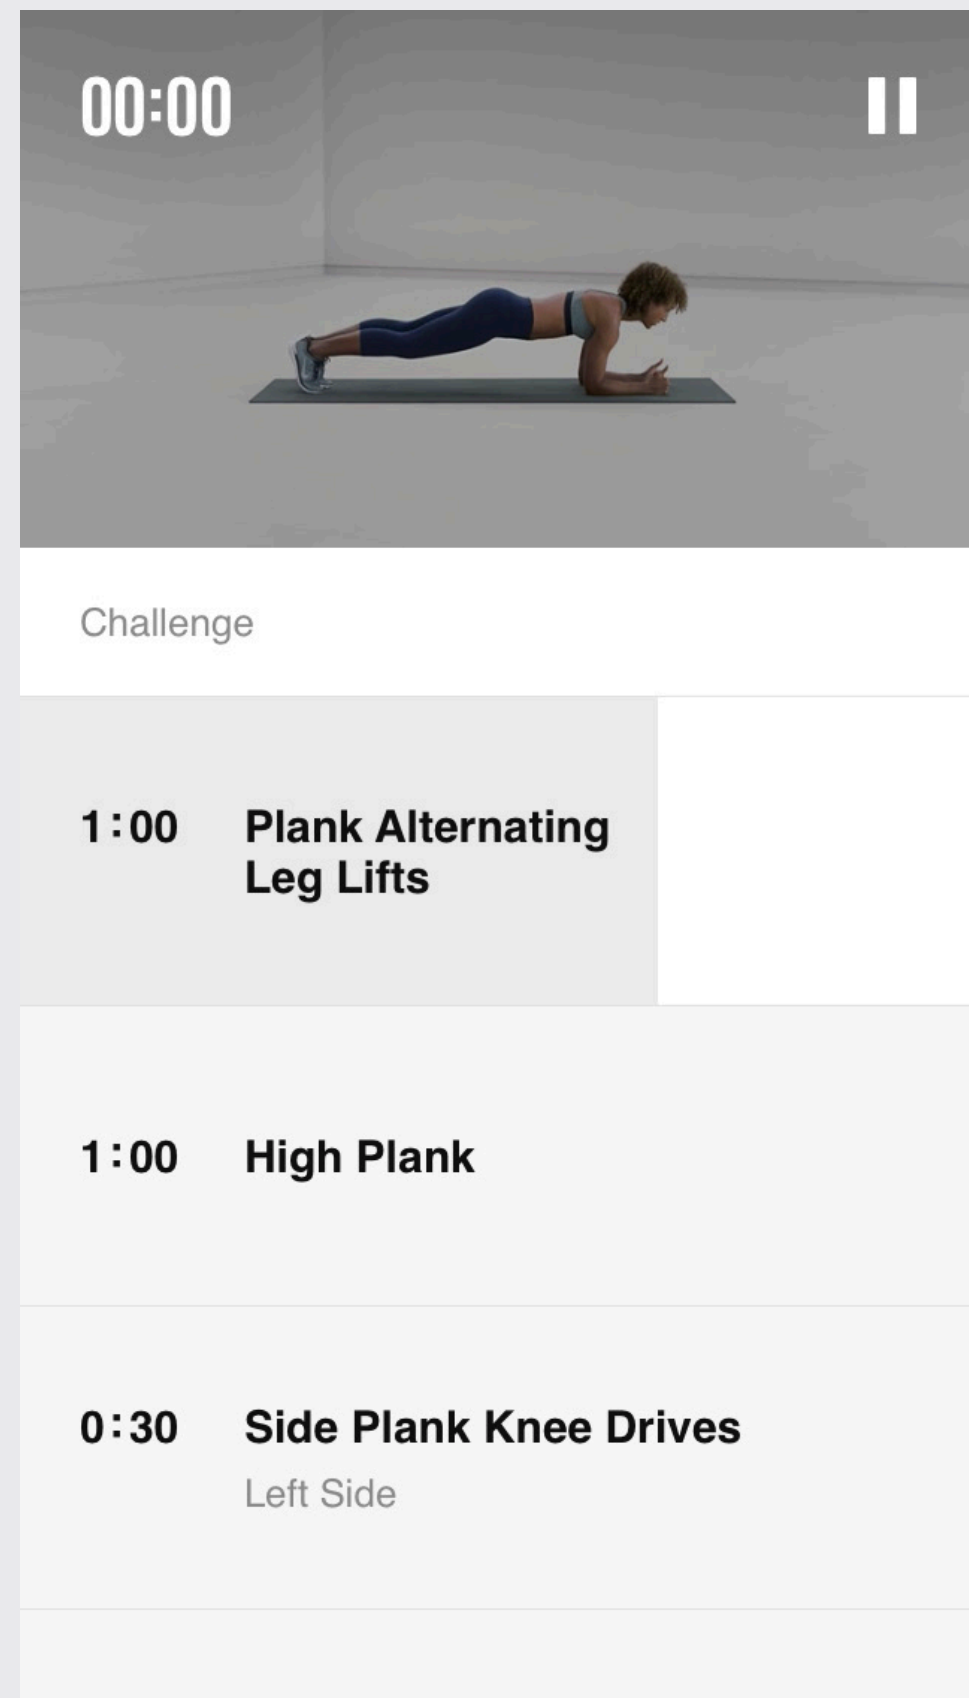 00:00
Challenge
1:00 Plank Alternating
Leg Lifts
1:00 High Plank
0:30 Side Plank Knee Drives
Left Side